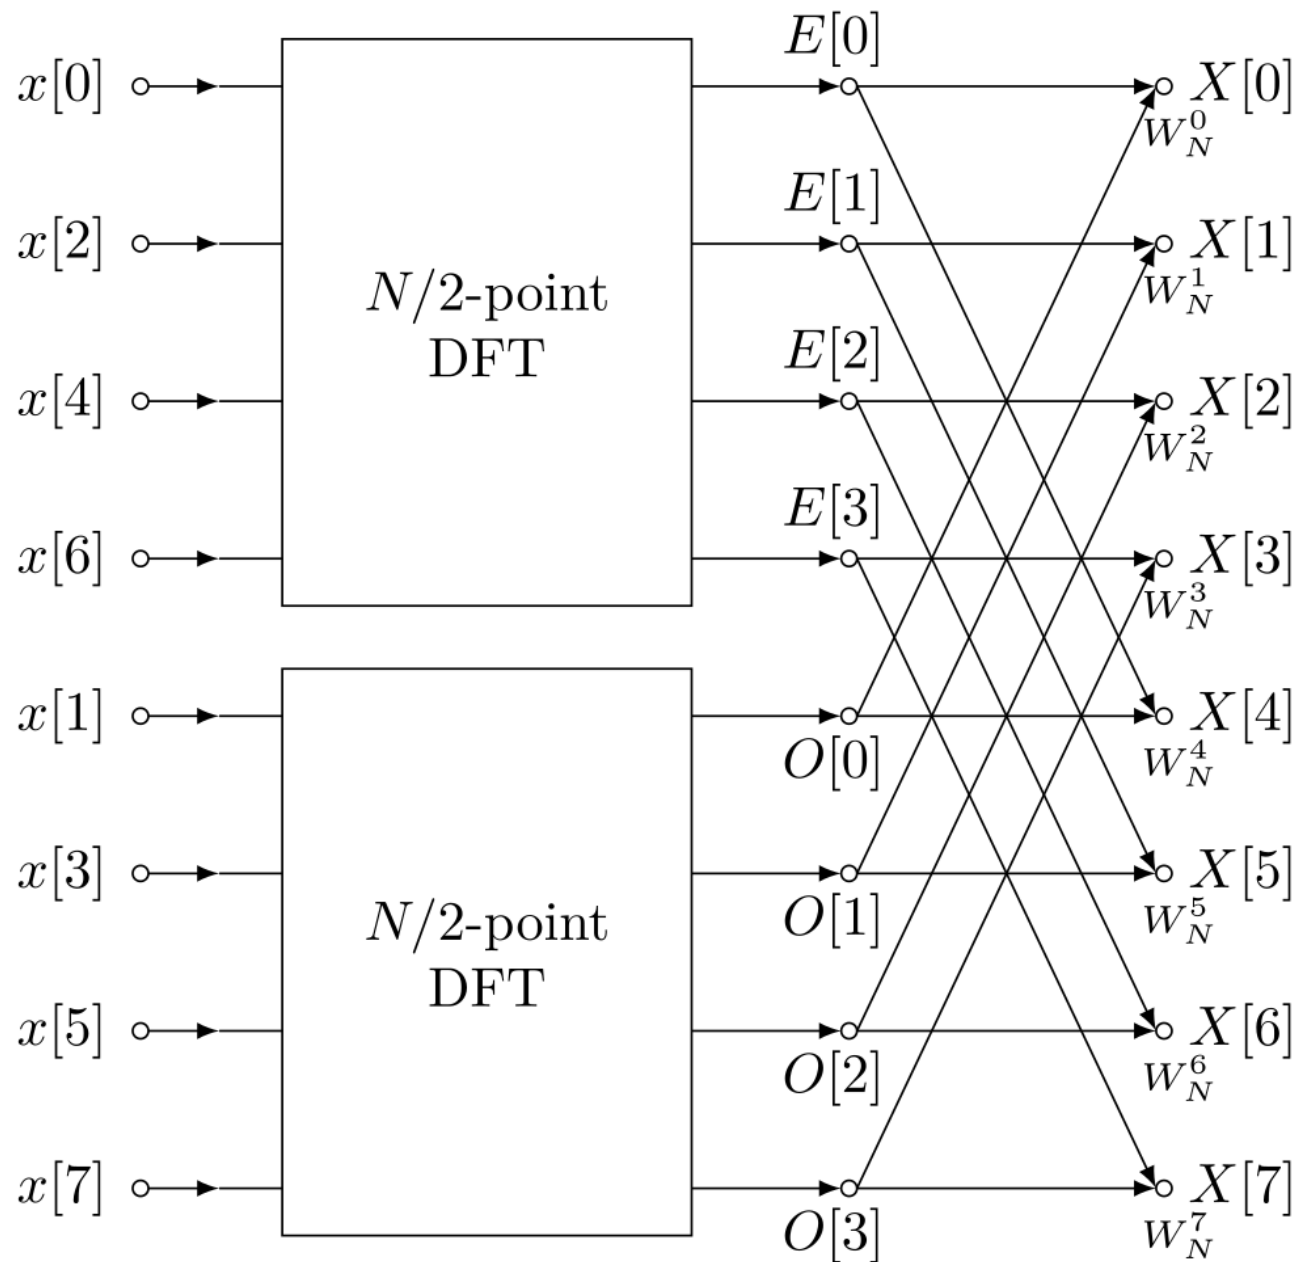 E[0]
x[0]
X[0]
W_N^0
E[1]
x[2]
X[1]
W_N^1
N/2-point
DFT
E[2]
x[4]
X[2]
W_N^2
E[3]
x[6]
X[3]
W_N^3
x[1]
O[0]
X[4]
W_N^4
x[3]
O[1]
X[5]
W_N^5
N/2-point
DFT
x[5]
O[2]
X[6]
W_N^6
x[7]
O[3]
X[7]
W_N^7